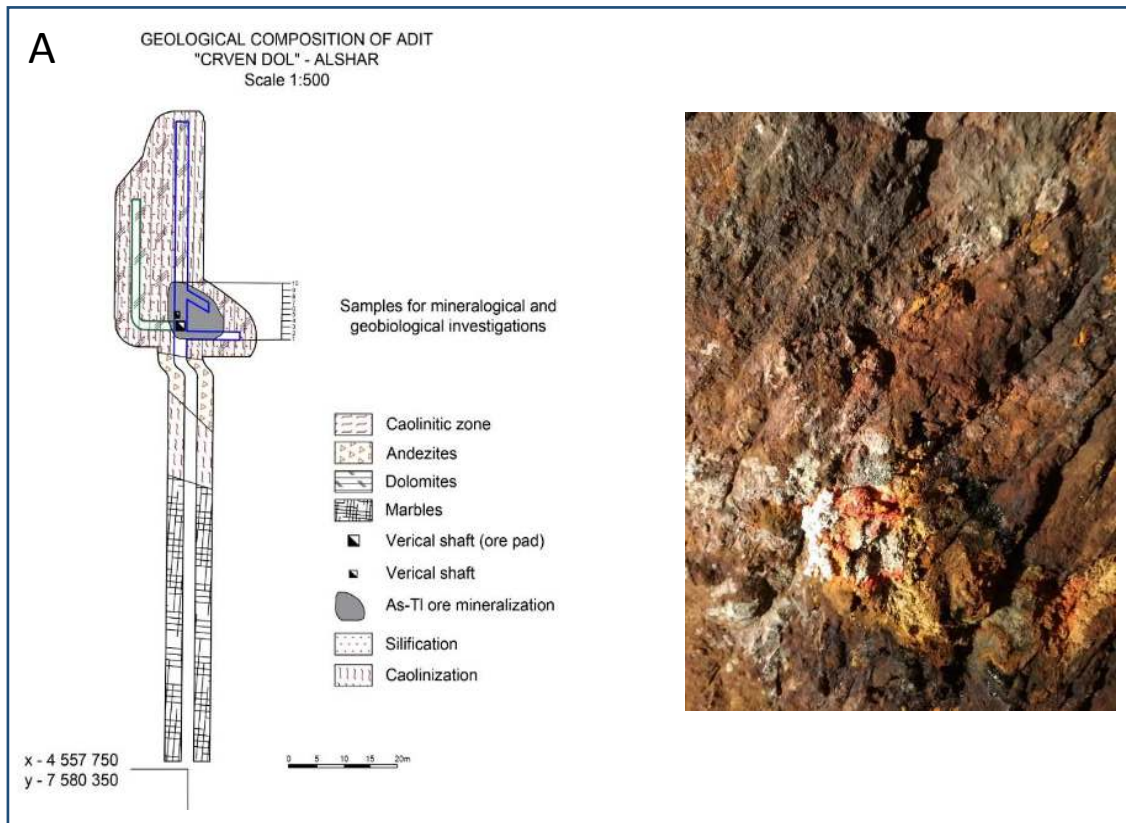 A
GEOLOGICAL COMPOSITION OF ADIT
"CRVEN DOL" - ALSHAR
Scale 1:500
Samples for mineralogical and
geobiological investigations
Caolinitic zone
Andezites
Dolomites
Marbles
Verical shaft (ore pad)
Verical shaft
As-Tl ore mineralization
Silification
Caolinization
x - 4 557 750
y - 7 580 350
0 5 10 15 20m